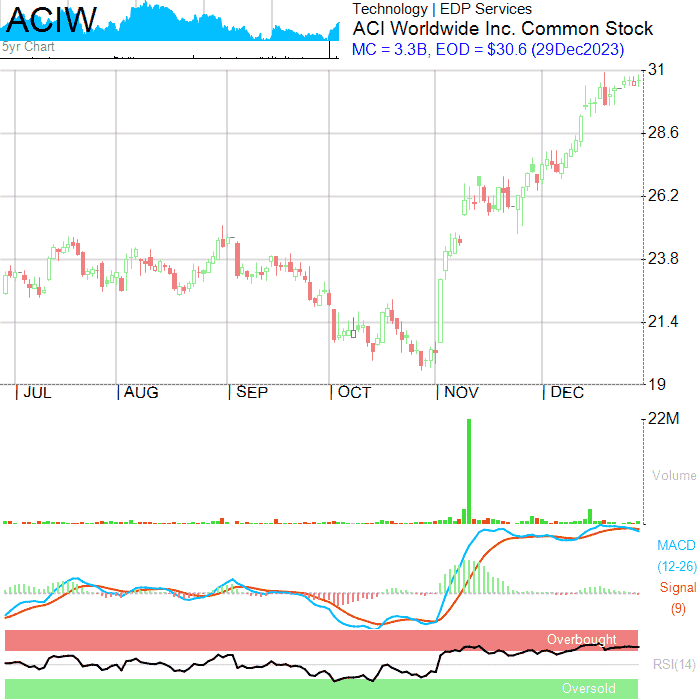 ACIW
5yr Chart
Technology | EDP Services
ACI Worldwide Inc. Common Stock
MC = 3.3B, EOD = $30.6 (29Dec2023)
31
28.6
26.2
23.8
21.4
19
JUL AUG SEP OCT NOV DEC
22M
Volume
MACD
(12-26)
Signal
(9)
Overbought
RSI(14)
Oversold